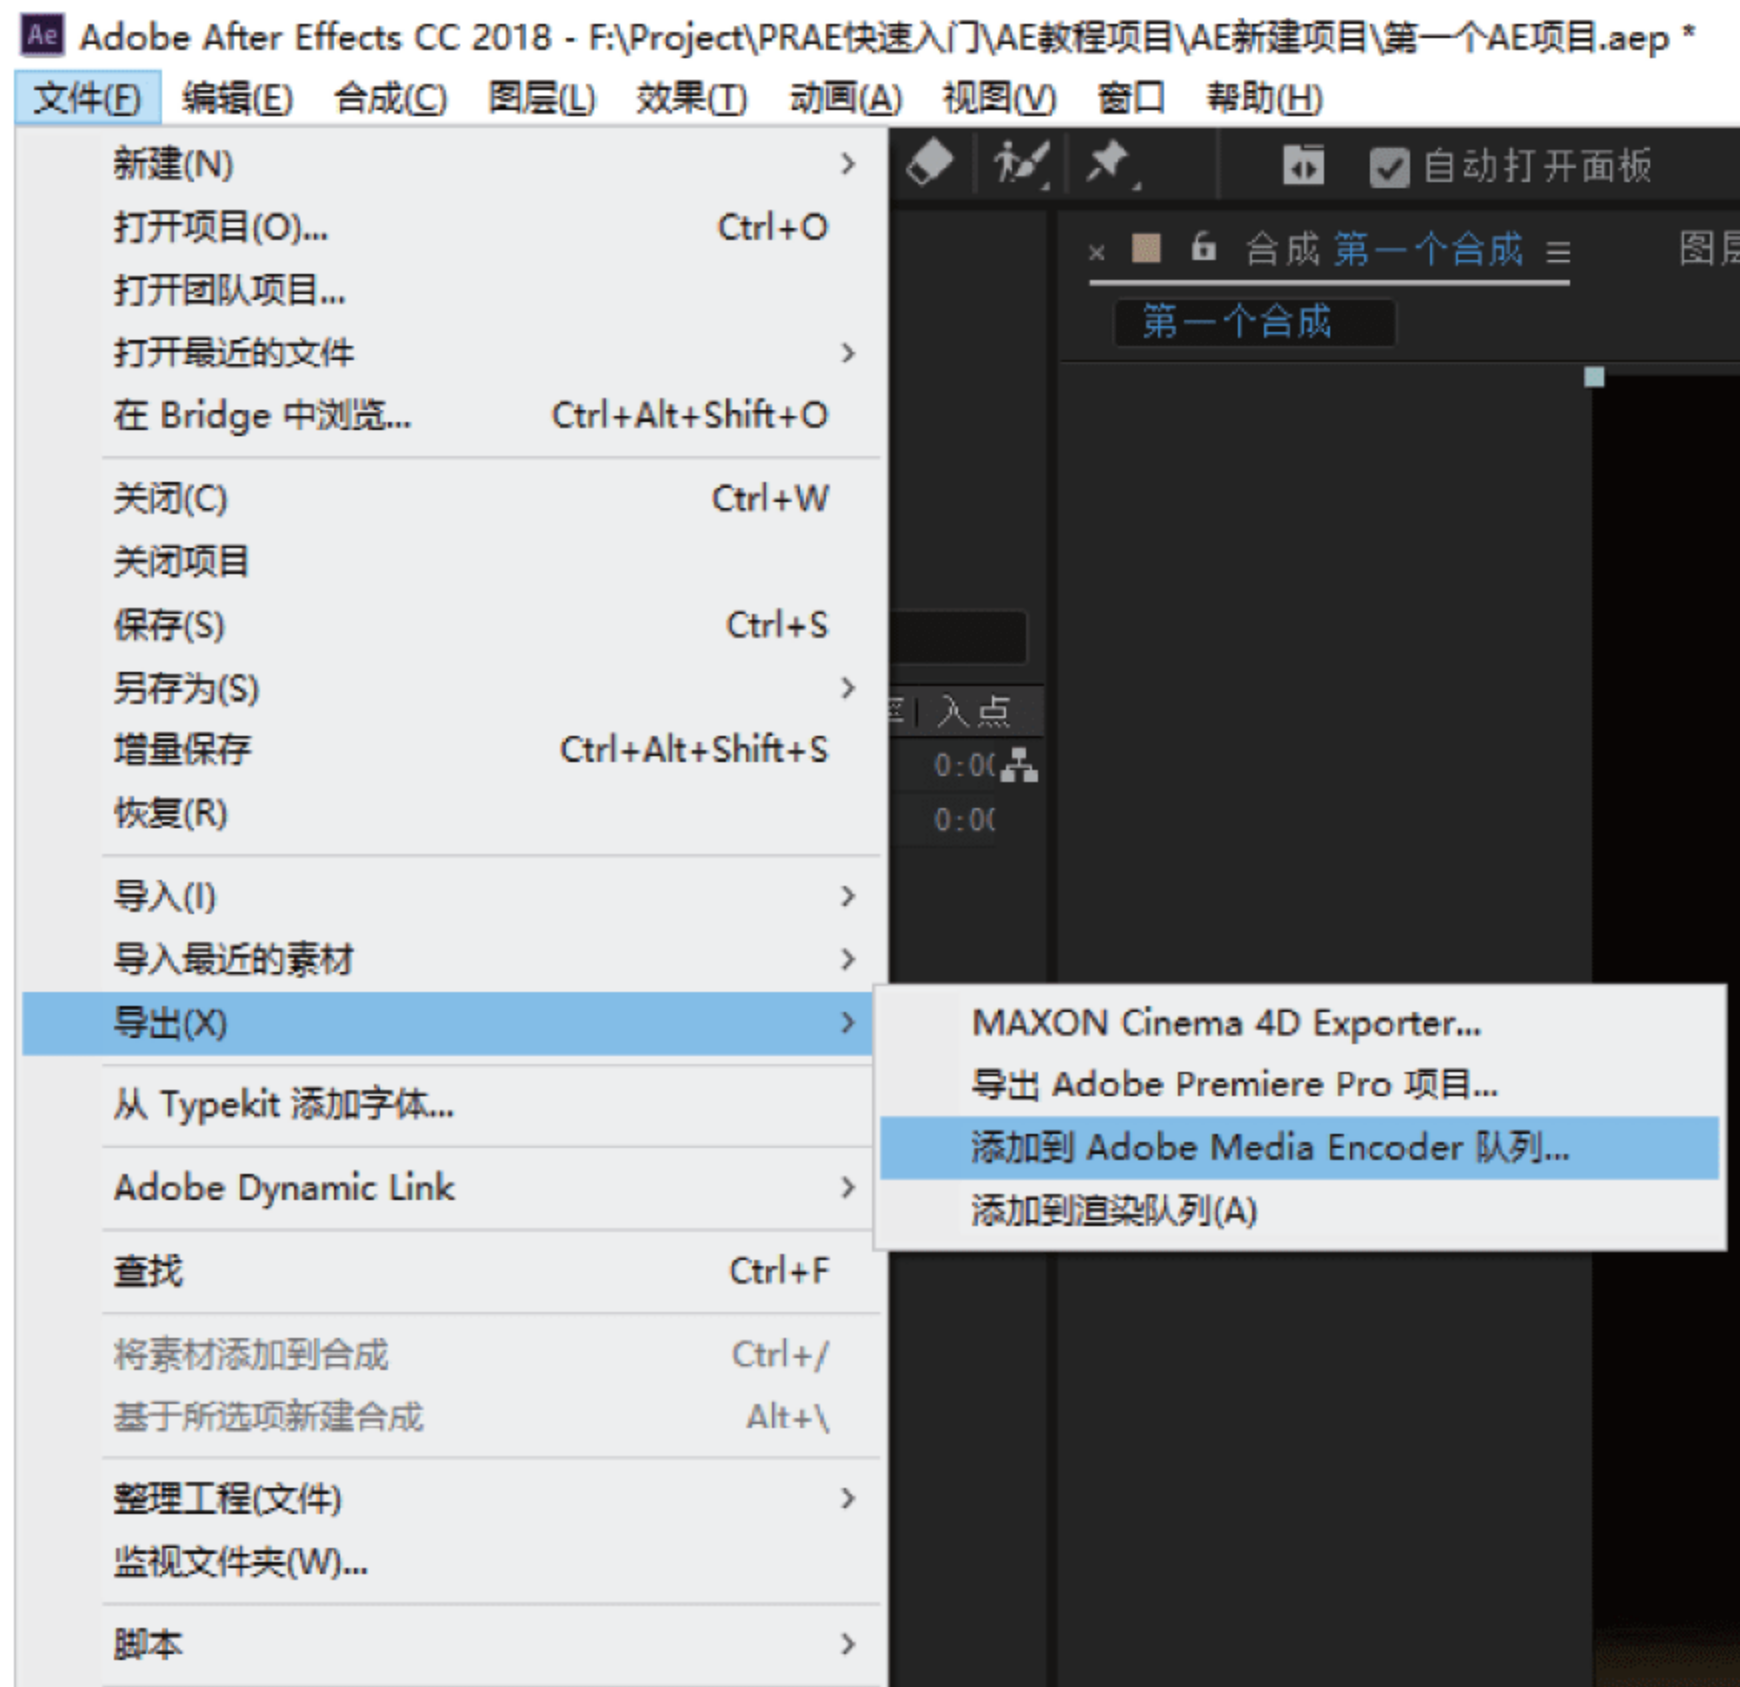 Ae Adobe After Effects CC 2018 - F:\Project\PRAE快速入门\AE教程项目\AE新建项目\第一个AE项目.aep *
文件(F) 编辑(E) 合成(C) 图层(L) 效果(T) 动画(A) 视图(V) 窗口 帮助(H)
自动打开面板
合成 第一个合成
第一个合成
入点
0:00
0:00
新建(N)
打开项目(O)... Ctrl+O
打开团队项目...
打开最近的文件
在 Bridge 中浏览... Ctrl+Alt+Shift+O
关闭(C) Ctrl+W
关闭项目
保存(S) Ctrl+S
另存为(S)
增量保存 Ctrl+Alt+Shift+S
恢复(R)
导入(I)
导入最近的素材
导出(X)
从 Typekit 添加字体...
Adobe Dynamic Link
查找 Ctrl+F
将素材添加到合成 Ctrl+/
基于所选项新建合成 Alt+\
整理工程(文件)
监视文件夹(W)...
脚本
MAXON Cinema 4D Exporter...
导出 Adobe Premiere Pro 项目...
添加到 Adobe Media Encoder 队列...
添加到渲染队列(A)